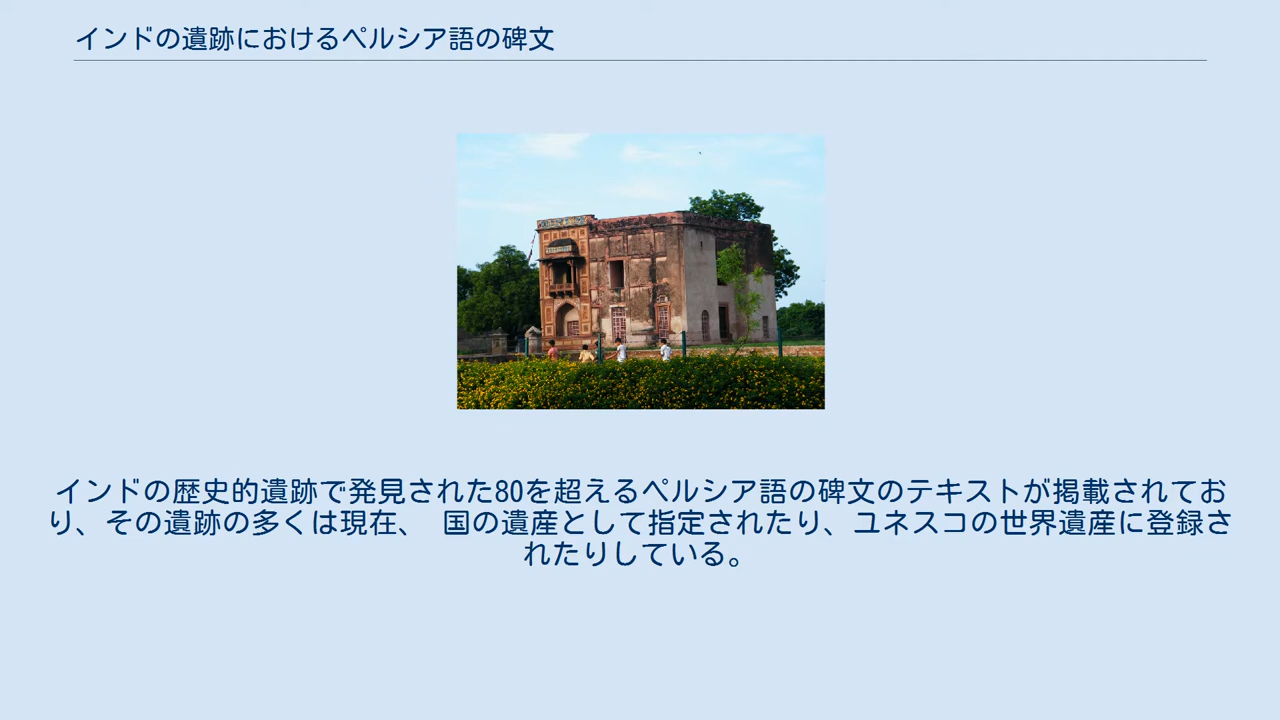 インドの遺跡におけるペルシア語の碑文
インドの歴史的遺跡で発見された80を超えるペルシア語の碑文のテキストが掲載されてお
り、その遺跡の多くは現在、 国の遺産として指定されたり、ユネスコの世界遺産に登録さ
れたりしている。